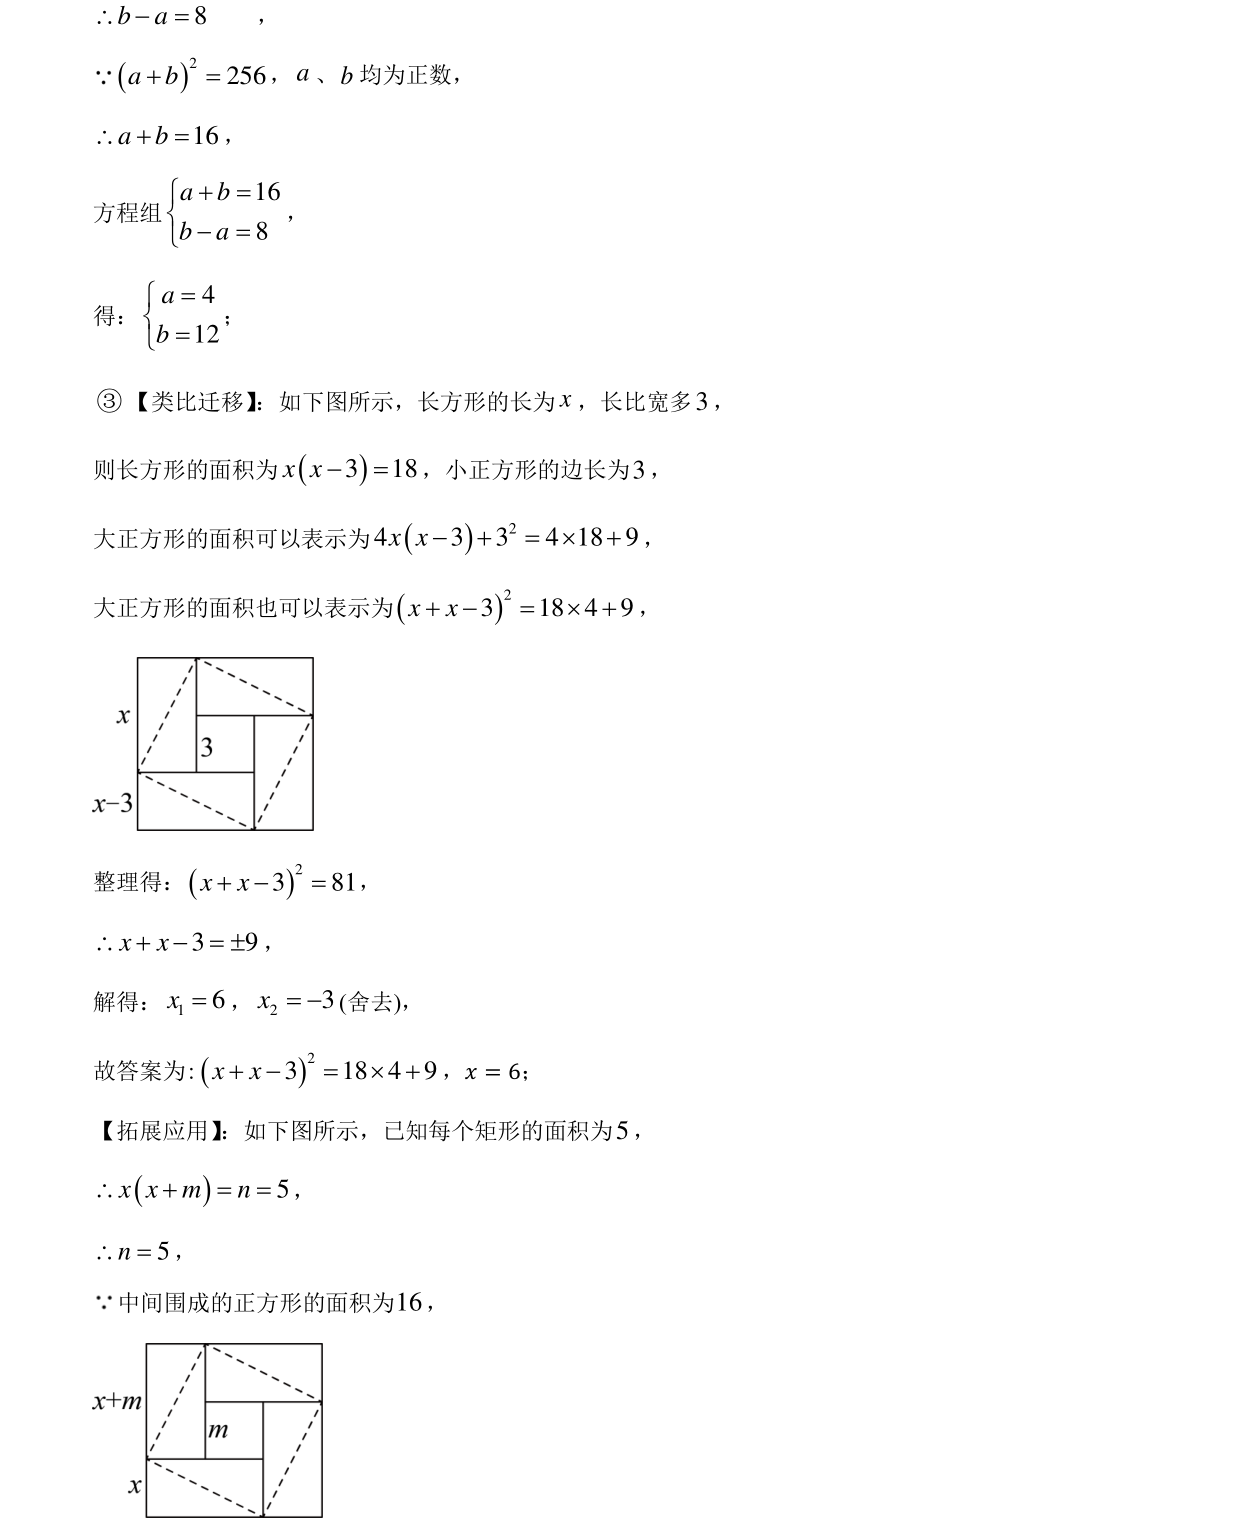 ∴b−a=8 ，
∵(a+b)²=256，a、b均为正数，
∴a+b=16，
方程组{a+b=16
b−a=8，
得：{a=4
b=12；
③【类比迁移】：如下图所示，长方形的长为x，长比宽多3，
则长方形的面积为x(x−3)=18，小正方形的边长为3，
大正方形的面积可以表示为4x(x−3)+3²=4×18+9，
大正方形的面积也可以表示为(x+x−3)²=18×4+9，
x
3
x−3
整理得：(x+x−3)²=81，
∴x+x−3=±9，
解得：x₁=6，x₂=−3(舍去)，
故答案为：(x+x−3)²=18×4+9，x = 6；
【拓展应用】：如下图所示，已知每个矩形的面积为5，
∴x(x+m)=n=5，
∴n=5，
∵中间围成的正方形的面积为16，
x+m
m
x